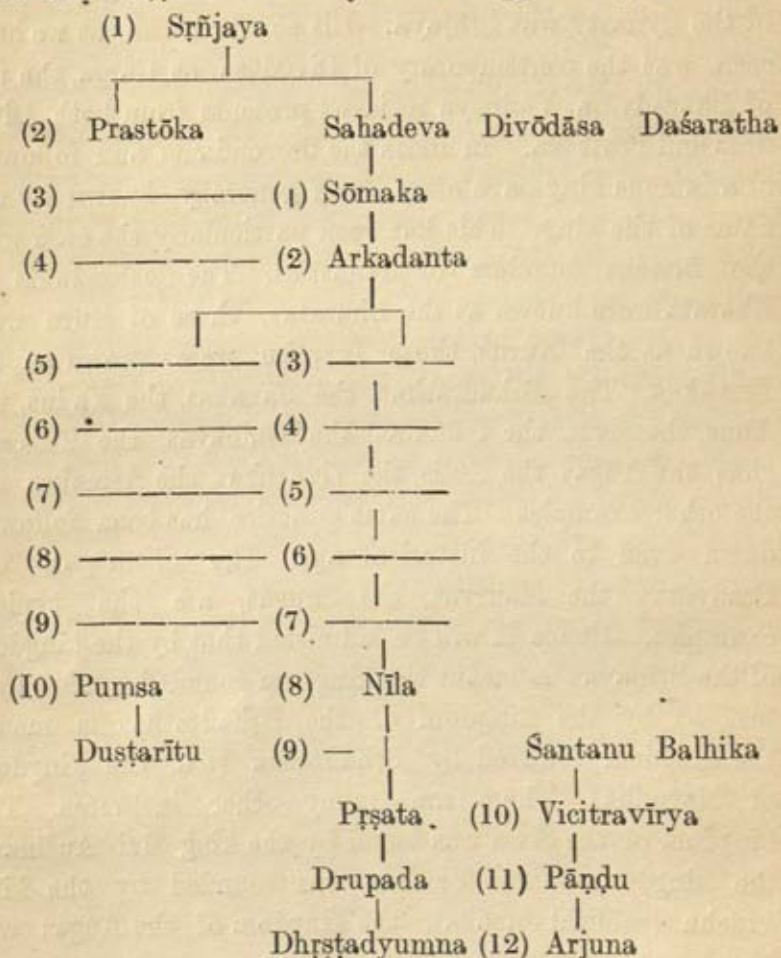 (1) Sṛñjaya
(2) Prastōka Sahadeva Divōdāsa Daśaratha
(3) ——— (1) Sōmaka
(4) ——— (2) Arkadanta
(5) ——— (3) ———
(6) ——— (4) ———
(7) ——— (5) ———
(8) ——— (6) ———
(9) ——— (7) ———
(10) Puṃsa (8) Nīla
Duṣṭarītu (9) — Santanu Balhika
Pṛṣata. (10) Vicitravīrya
Drupada (11) Pāṇḍu
Dhṛṣṭadyumna (12) Arjuna